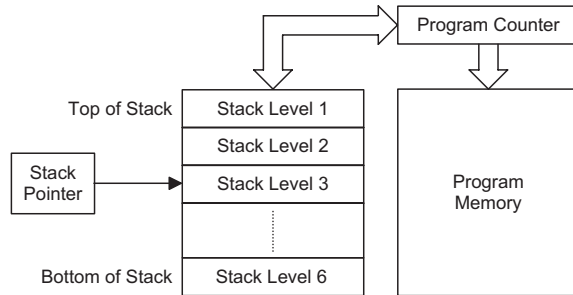 Program Counter
Top of Stack
Stack Level 1
Stack Level 2
Stack
Pointer
Stack Level 3
Program
Memory
Bottom of Stack
Stack Level 6